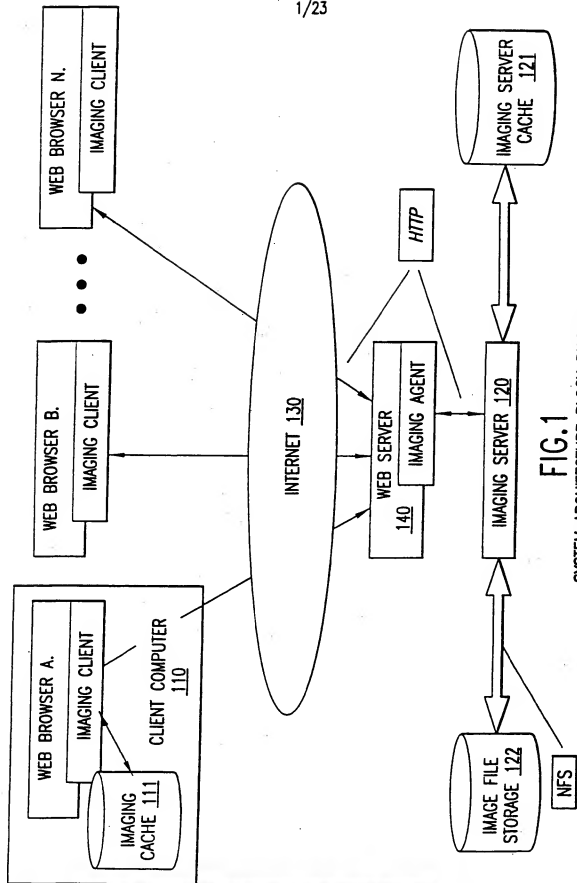 1/23
WEB BROWSER A.
IMAGING CLIENT
IMAGING
CACHE 111
CLIENT COMPUTER
110
WEB BROWSER B.
IMAGING CLIENT
WEB BROWSER N.
IMAGING CLIENT
INTERNET 130
HTTP
WEB SERVER
140
IMAGING AGENT
IMAGE FILE
STORAGE 122
NFS
IMAGING SERVER 120
IMAGING SERVER
CACHE 121
FIG.1